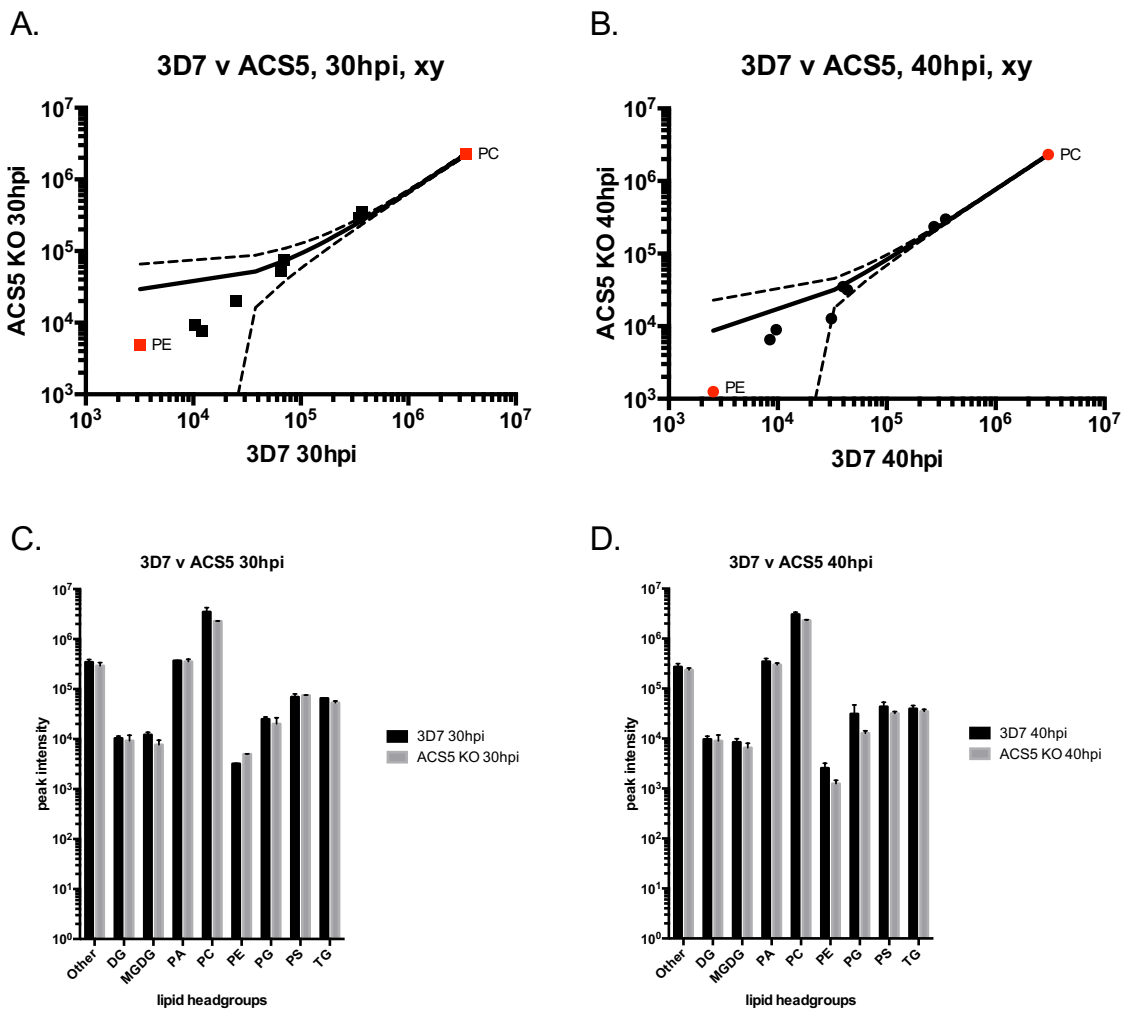 A.
3D7 v ACS5, 30hpi, xy
ACS5 KO 30hpi
10^7
10^6
10^5
10^4
10^3
PC
PE
10^3 10^4 10^5 10^6 10^7
3D7 30hpi
B.
3D7 v ACS5, 40hpi, xy
ACS5 KO 40hpi
10^7
10^6
10^5
10^4
10^3
PC
PE
10^3 10^4 10^5 10^6 10^7
3D7 40hpi
C.
3D7 v ACS5 30hpi
peak intensity
10^7
10^6
10^5
10^4
10^3
10^2
10^1
10^0
3D7 30hpi
ACS5 KO 30hpi
Other DG MGDG PA PC PE PG PS TG
lipid headgroups
D.
3D7 v ACS5 40hpi
peak intensity
10^7
10^6
10^5
10^4
10^3
10^2
10^1
10^0
3D7 40hpi
ACS5 KO 40hpi
Other DG MGDG PA PC PE PG PS TG
lipid headgroups